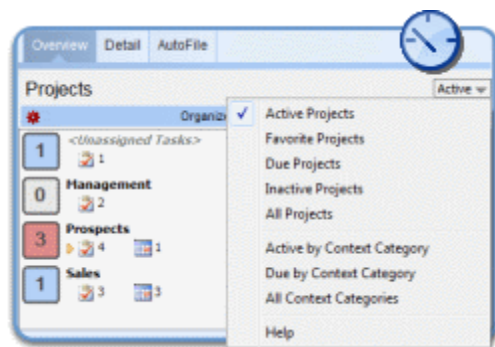 Overview Detail AutoFile
Projects Active
Organize
✓ Active Projects
Favorite Projects
Due Projects
Inactive Projects
All Projects
Active by Context Category
Due by Context Category
All Context Categories
Help
1 <Unassigned Tasks>
1
0 Management
2
3 Prospects
4 1
1 Sales
3 3